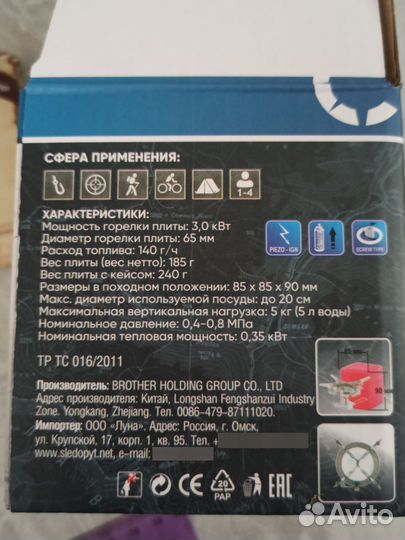 СФЕРА ПРИМЕНЕНИЯ:
1-4
ХАРАКТЕРИСТИКИ:
Мощность горелки плиты: 3,0 кВт
Диаметр горелки плиты: 65 мм
Расход топлива: 140 г/ч
Вес плиты (вес нетто): 185 г
Вес плиты с кейсом: 240 г
Размеры в походном положении: 85 х 85 х 90 мм
Макс. диаметр используемой посуды: до 20 см
Максимальная вертикальная нагрузка: 5 кг (5 л воды)
Номинальное давление: 0,4-0,8 МПа
Номинальная тепловая мощность: 0,35 кВт
PIEZO - IGN
SCREW TYPE
ТР ТС 016/2011
Производитель: BROTHER HOLDING GROUP CO., LTD
Адрес производителя: Китай, Longshan Fengshanzui Industry
Zone. Yongkang, Zhejiang. Тел. 0086-479-87111020.
Импортер: ООО «Луна». Адрес: Россия, г. Омск,
ул. Крупской, 17, корп. 1, кв. 95. Тел. +
www.sledopyt.net, e-mail:
85 мм
90 мм
CE
20
PAP
EAC
Avito